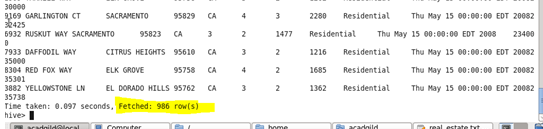 30000
9169 GARLINGTON CT SACRAMENTO 95829 CA 4 3 2280 Residential Thu May 15 00:00:00 EDT 20082
32425
6932 RUSKUT WAY SACRAMENTO 95823 CA 3 2 1477 Residential Thu May 15 00:00:00 EDT 2008 23400
0
7933 DAFFODIL WAY CITRUS HEIGHTS 95610 CA 3 2 1216 Residential Thu May 15 00:00:00 EDT 20082
35000
8304 RED FOX WAY ELK GROVE 95758 CA 4 2 1685 Residential Thu May 15 00:00:00 EDT 20082
35301
3882 YELLOWSTONE LN EL DORADO HILLS 95762 CA 3 2 1362 Residential Thu May 15 00:00:00 EDT 20082
35738
Time taken: 0.097 seconds, Fetched: 986 row(s)
hive>
acadgild@local... Computer / home acadgild real_estate.txt